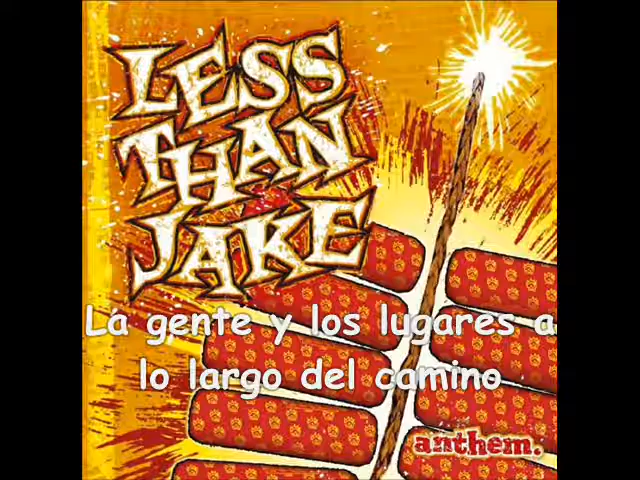 LESS
THAN
JAKE
La gente y los lugares a
lo largo del camino
anthem.